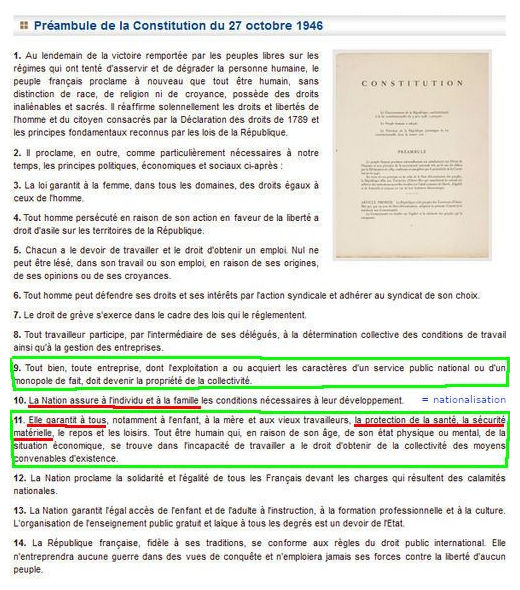 Préambule de la Constitution du 27 octobre 1946
1. Au lendemain de la victoire remportée par les peuples libres sur les
régimes qui ont tenté d'asservir et de dégrader la personne humaine, le
peuple français proclame à nouveau que tout être humain, sans
distinction de race, de religion ni de croyance, possède des droits
inaliénables et sacrés. Il réaffirme solennellement les droits et libertés de
l'homme et du citoyen consacrés par la Déclaration des droits de 1789 et
les principes fondamentaux reconnus par les lois de la République.
CONSTITUTION
PRÉAMBULE
2. Il proclame, en outre, comme particulièrement nécessaires à notre
temps, les principes politiques, économiques et sociaux ci-après :
3. La loi garantit à la femme, dans tous les domaines, des droits égaux à
ceux de l'homme.
4. Tout homme persécuté en raison de son action en faveur de la liberté a
droit d'asile sur les territoires de la République.
5. Chacun a le devoir de travailler et le droit d'obtenir un emploi. Nul ne
peut être lésé, dans son travail ou son emploi, en raison de ses origines,
de ses opinions ou de ses croyances.
6. Tout homme peut défendre ses droits et ses intérêts par l'action syndicale et adhérer au syndicat de son choix.
7. Le droit de grève s'exerce dans le cadre des lois qui le réglementent.
8. Tout travailleur participe, par l'intermédiaire de ses délégués, à la détermination collective des conditions de travail
ainsi qu'à la gestion des entreprises.
9. Tout bien, toute entreprise, dont l'exploitation a ou acquiert les caractères d'un service public national ou d'un
monopole de fait, doit devenir la propriété de la collectivité.
10. La Nation assure à l'individu et à la famille les conditions nécessaires à leur développement.
= nationalisation
11. Elle garantit à tous, notamment à l'enfant, à la mère et aux vieux travailleurs, la protection de la santé, la sécurité
matérielle, le repos et les loisirs. Tout être humain qui, en raison de son âge, de son état physique ou mental, de la
situation économique, se trouve dans l'incapacité de travailler a le droit d'obtenir de la collectivité des moyens
convenables d'existence.
12. La Nation proclame la solidarité et l'égalité de tous les Français devant les charges qui résultent des calamités
nationales.
13. La Nation garantit l'égal accès de l'enfant et de l'adulte à l'instruction, à la formation professionnelle et à la culture.
L'organisation de l'enseignement public gratuit et laïque à tous les degrés est un devoir de l'Etat.
14. La République française, fidèle à ses traditions, se conforme aux règles du droit public international. Elle
n'entreprendra aucune guerre dans des vues de conquête et n'emploiera jamais ses forces contre la liberté d'aucun
peuple.